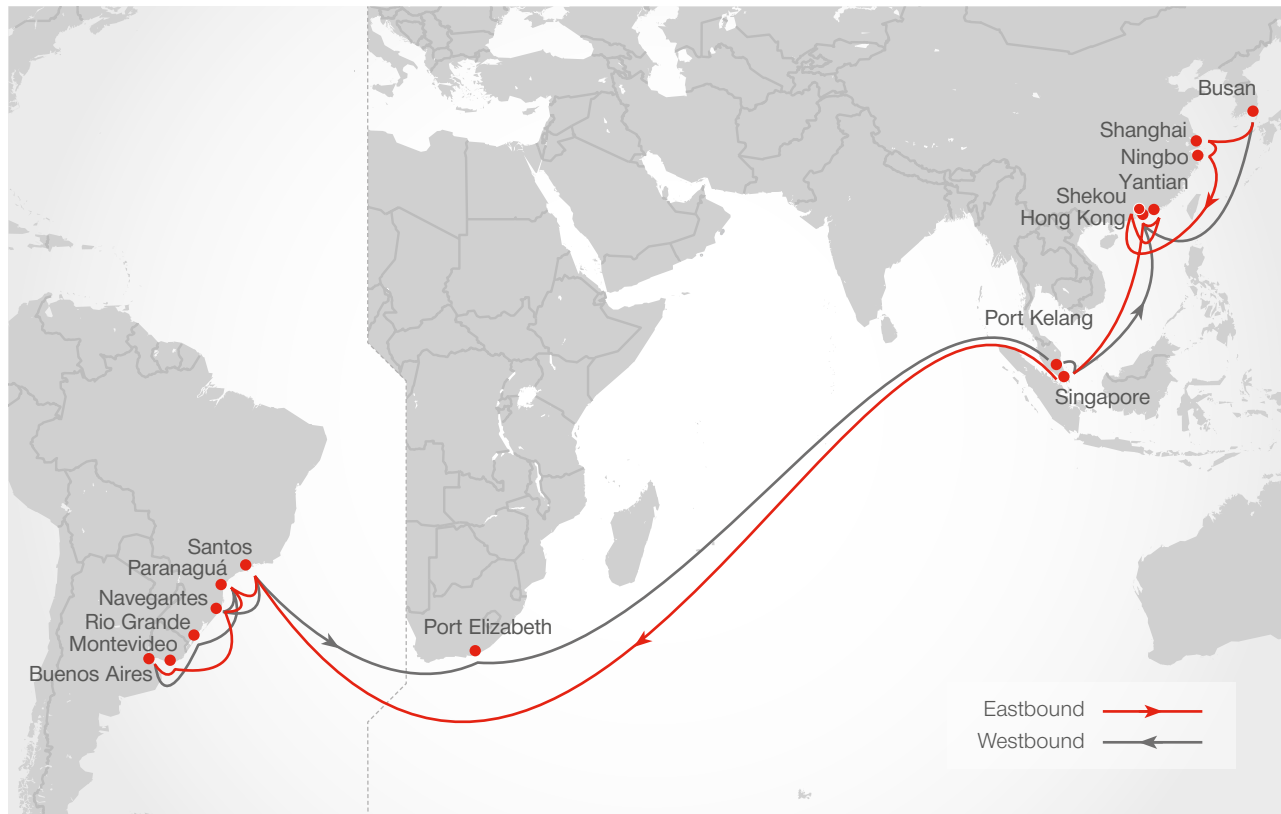 Busan
Shanghai
Ningbo
Yantian
Shekou
Hong Kong
Port Kelang
Singapore
Santos
Paranaguá
Navegantes
Rio Grande
Montevideo
Buenos Aires
Port Elizabeth
Eastbound
Westbound